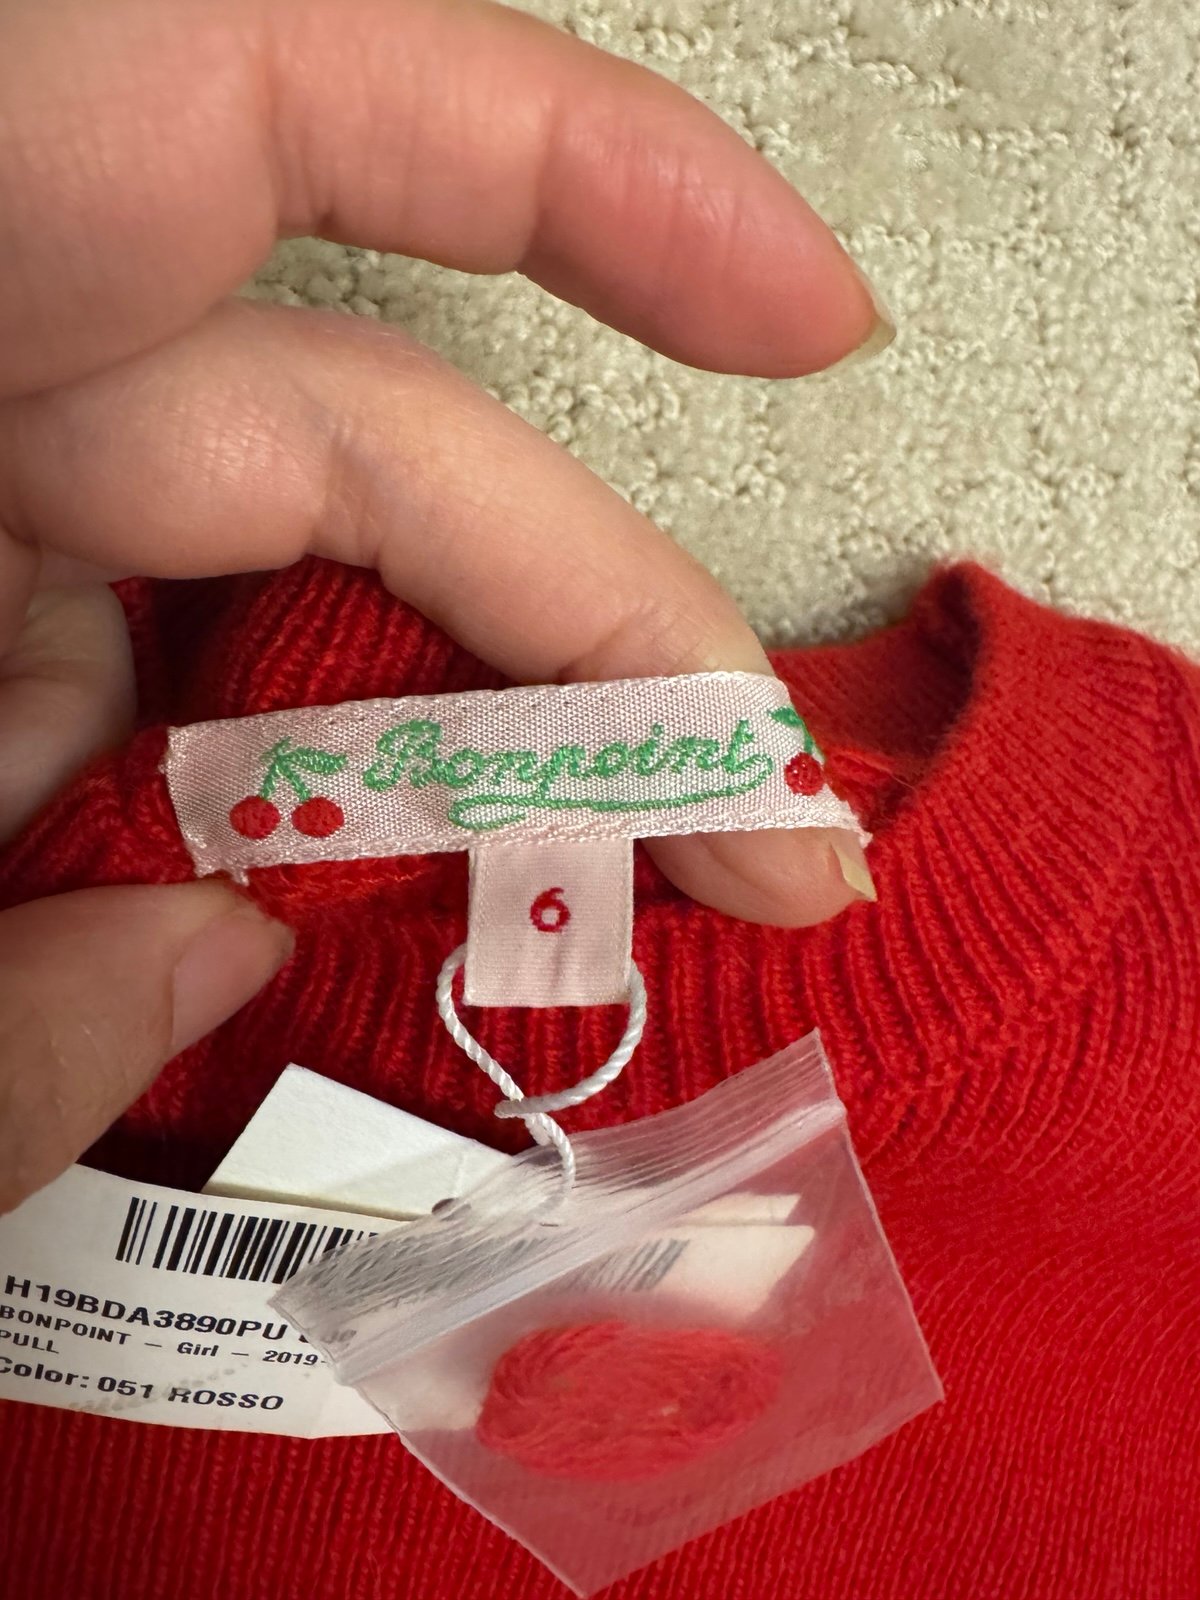 Bonpoint
6
H19BDA3890PU
BONPOINT - Girl - 2019-
PULL
Color: 051 ROSSO